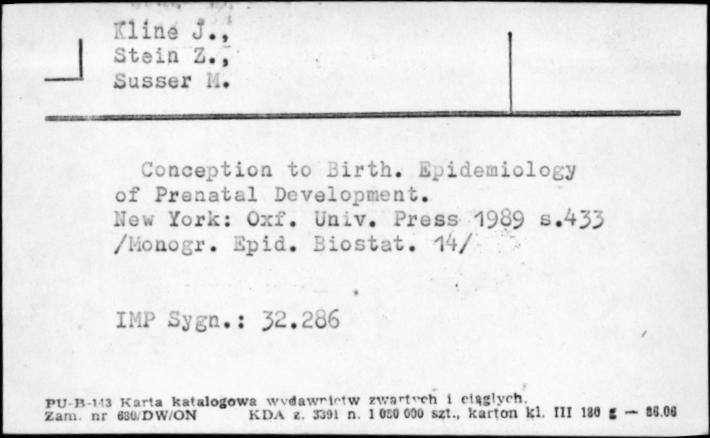 Kline J.,
Stein Z.,
Susser M.
Conception to Birth. Epidemiology
of Prenatal Development.
New York: Oxf. Univ. Press 1989 s.433
/Monogr. Epid. Biostat. 14/
IMP Sygn.: 32.286
PU-B-143 Karta katalogowa wydawnictw zwartych i ciągłych.
Zam. nr 680/DW/ON KDA z. 3391 n. 1 080 000 szt., karton kl. III 180 g — 86.06